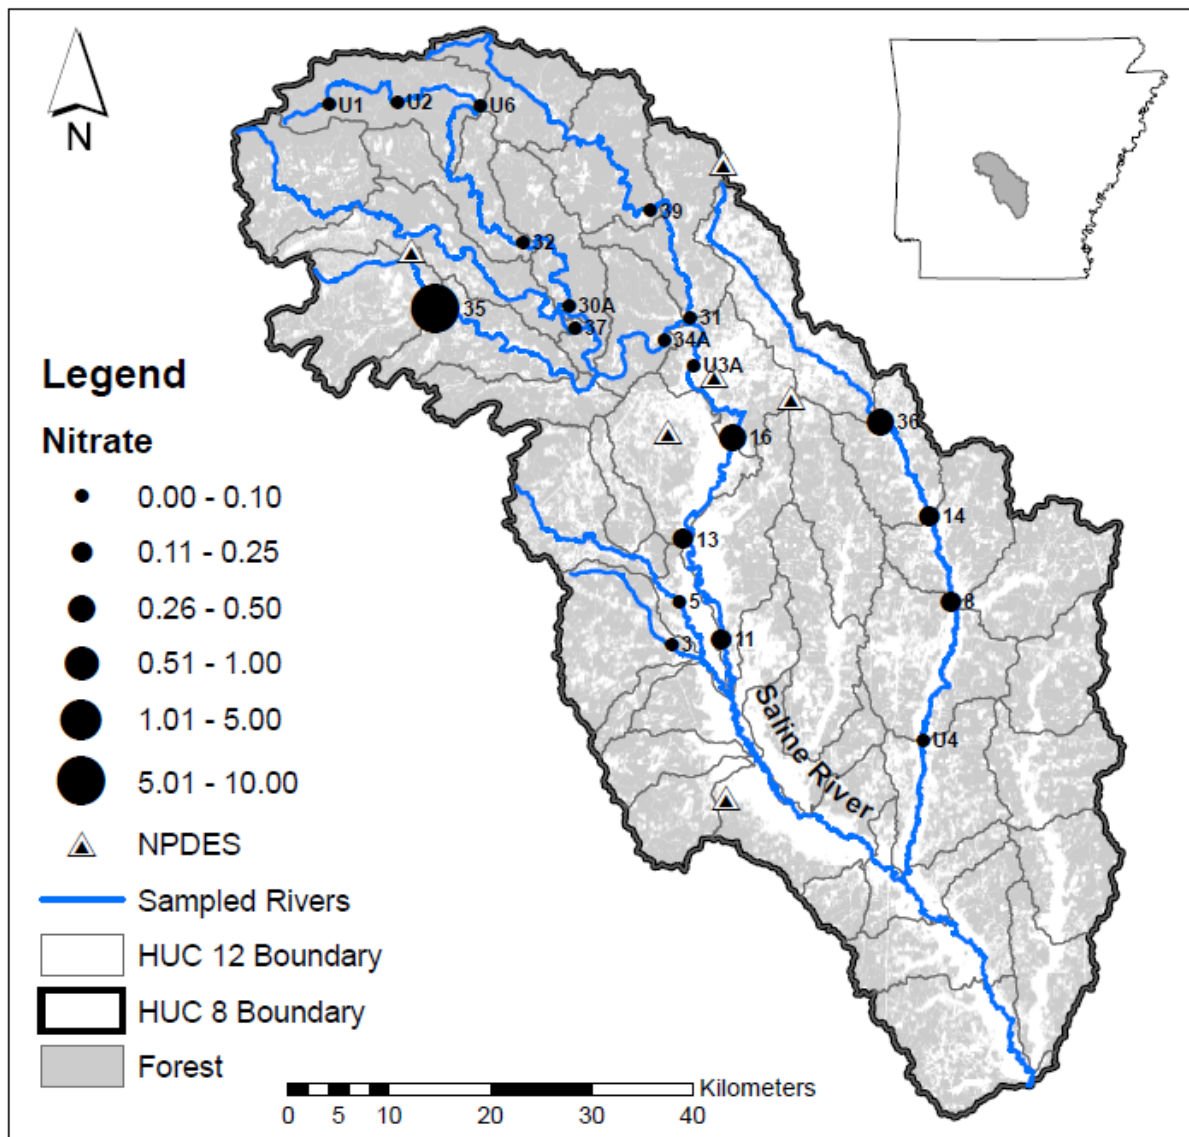 N
U1
U2
U6
39
32
35
30A
37
31
34A
U3A
36
16
14
13
5
8
3
11
U4
Saline River
Legend
Nitrate
0.00 - 0.10
0.11 - 0.25
0.26 - 0.50
0.51 - 1.00
1.01 - 5.00
5.01 - 10.00
NPDES
Sampled Rivers
HUC 12 Boundary
HUC 8 Boundary
Forest
Kilometers
0 5 10 20 30 40